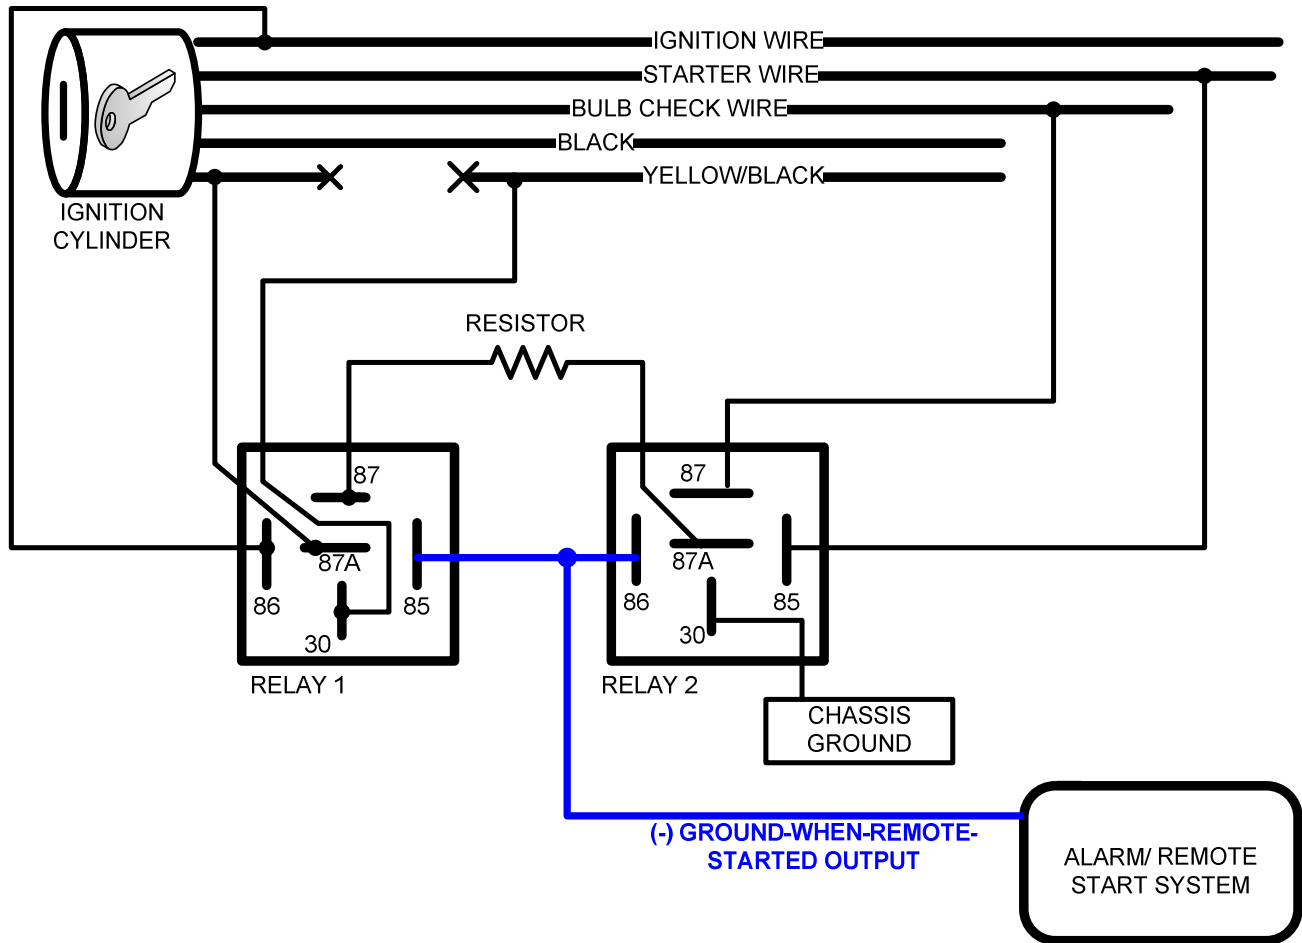 IGNITION WIRE
STARTER WIRE
BULB CHECK WIRE
BLACK
YELLOW/BLACK
IGNITION
CYLINDER
RESISTOR
87
87A
86
85
30
RELAY 1
87
87A
86
85
30
RELAY 2
CHASSIS
GROUND
(-) GROUND-WHEN-REMOTE-
STARTED OUTPUT
ALARM/ REMOTE
START SYSTEM